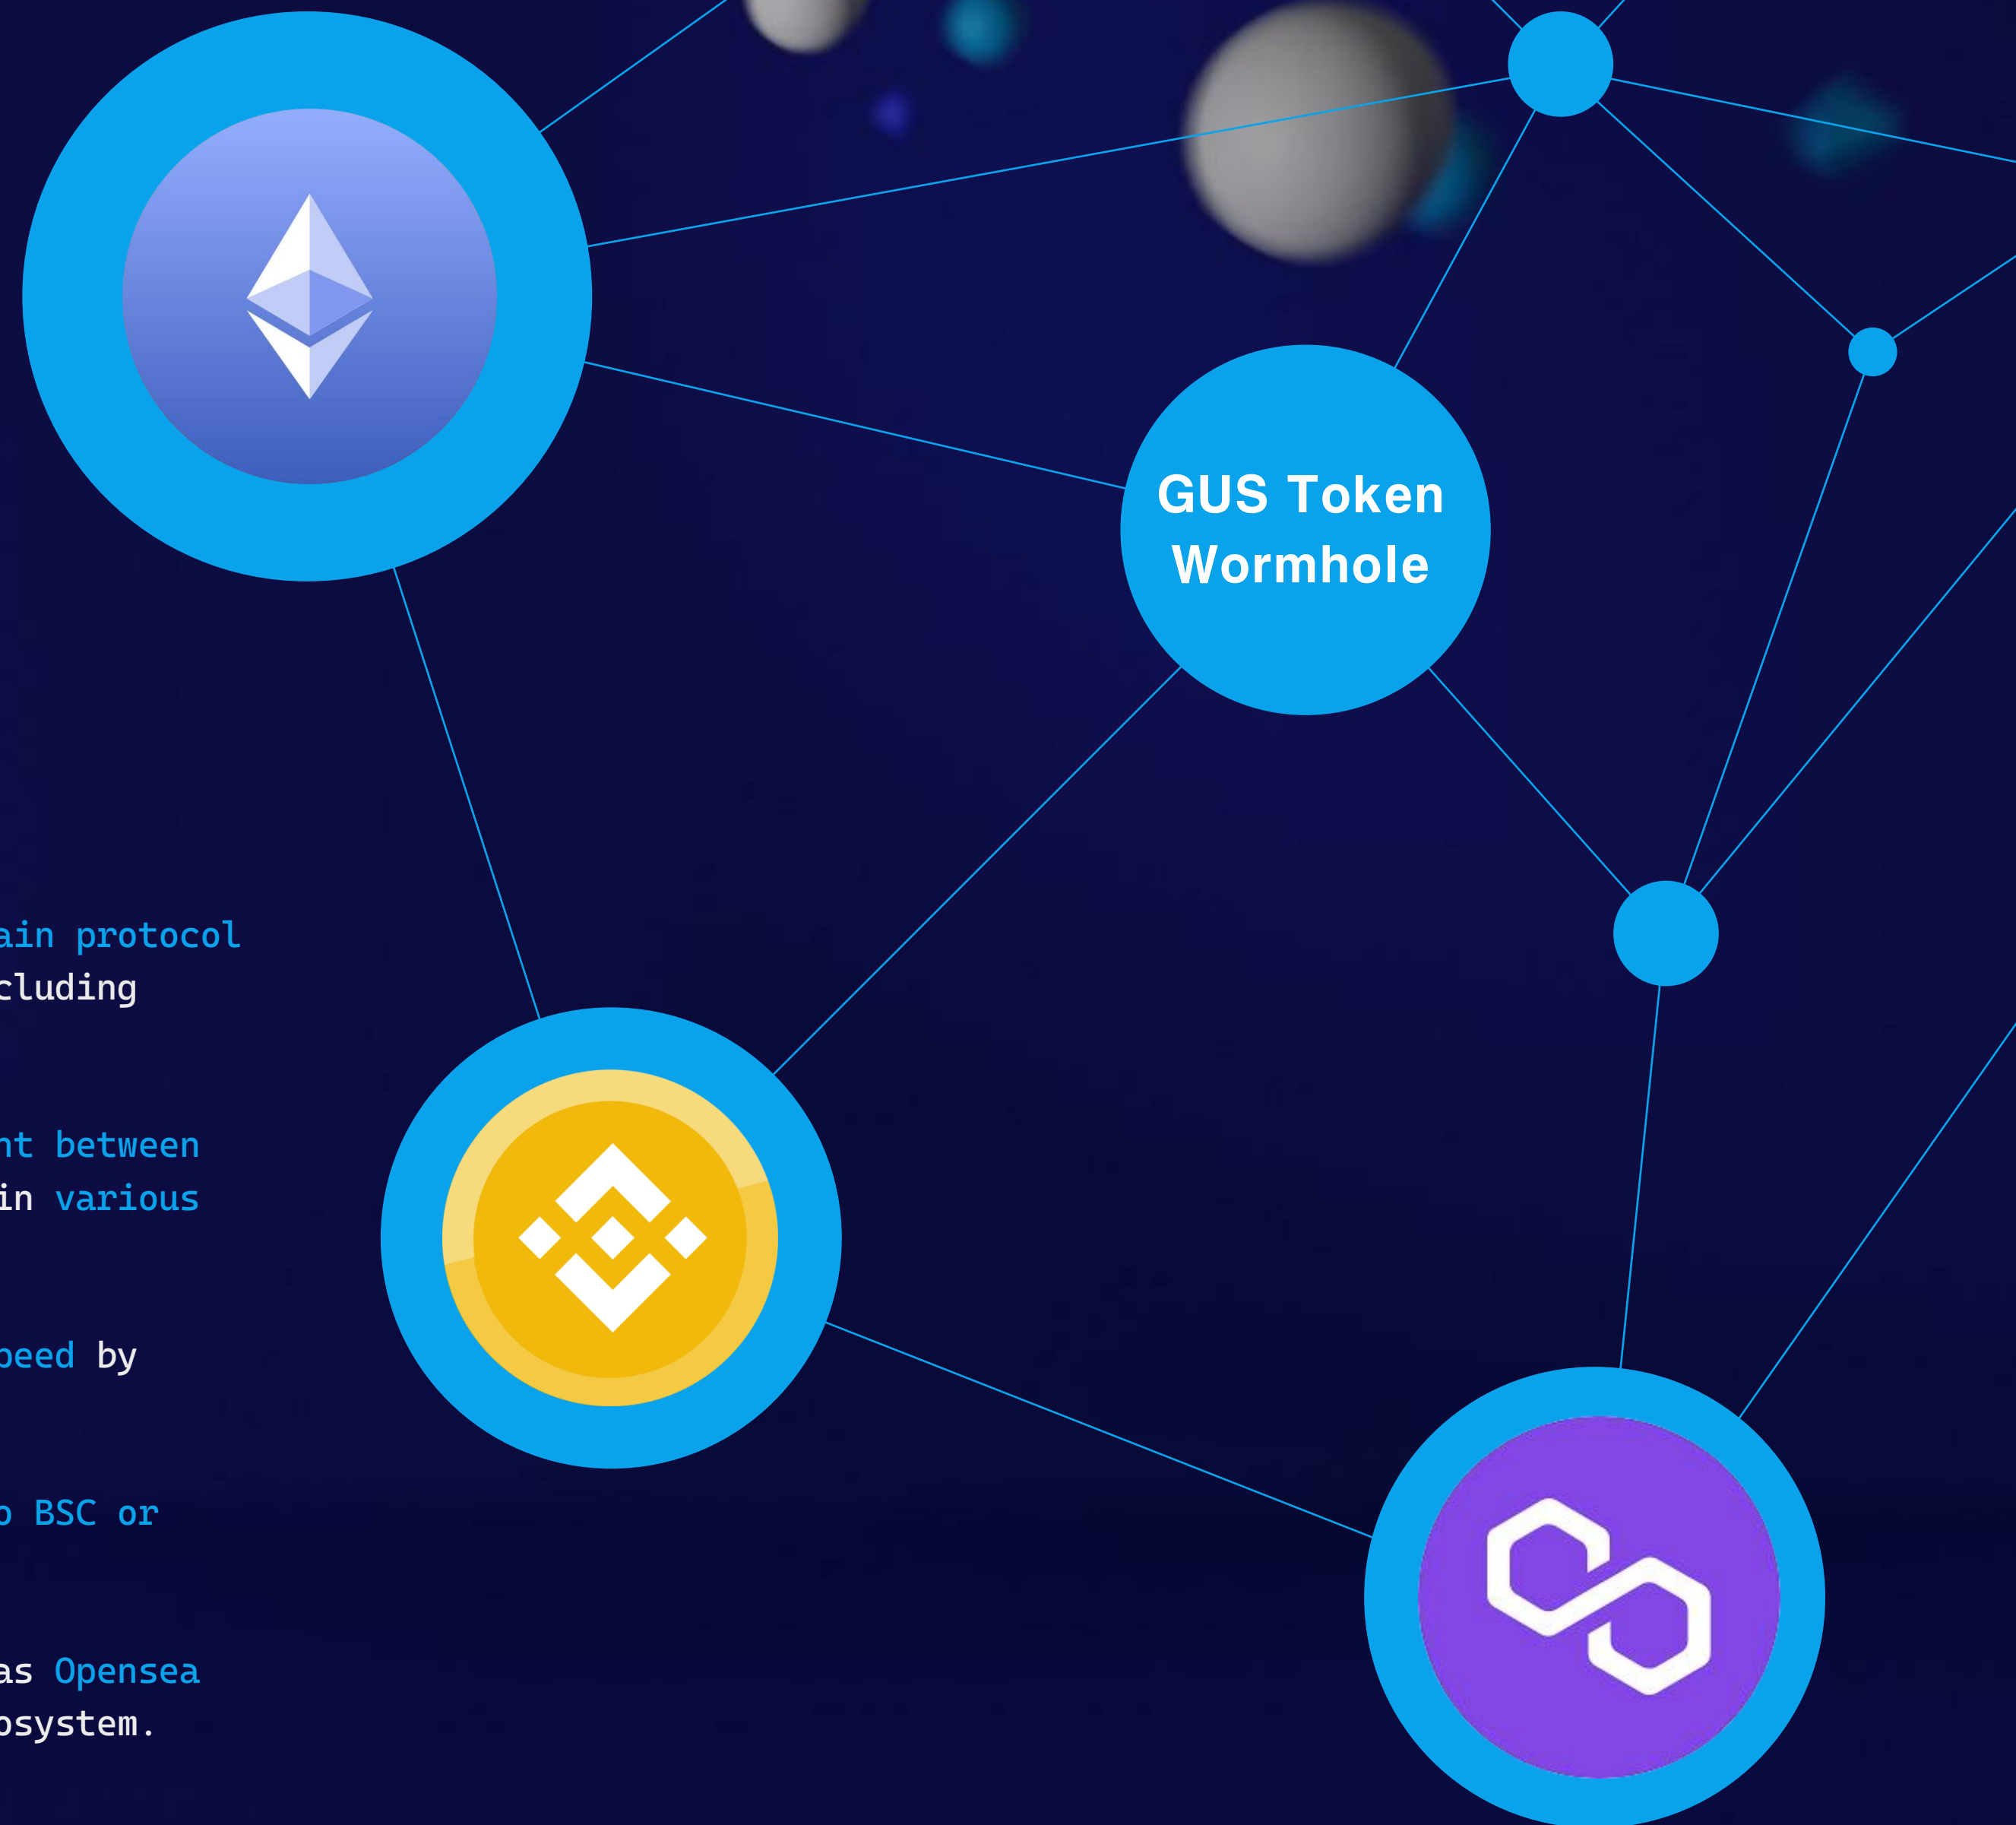 GUS Token
Wormhole
ain protocol
cluding
nt between
in various
peed by
o BSC or
as Opensea
osystem.